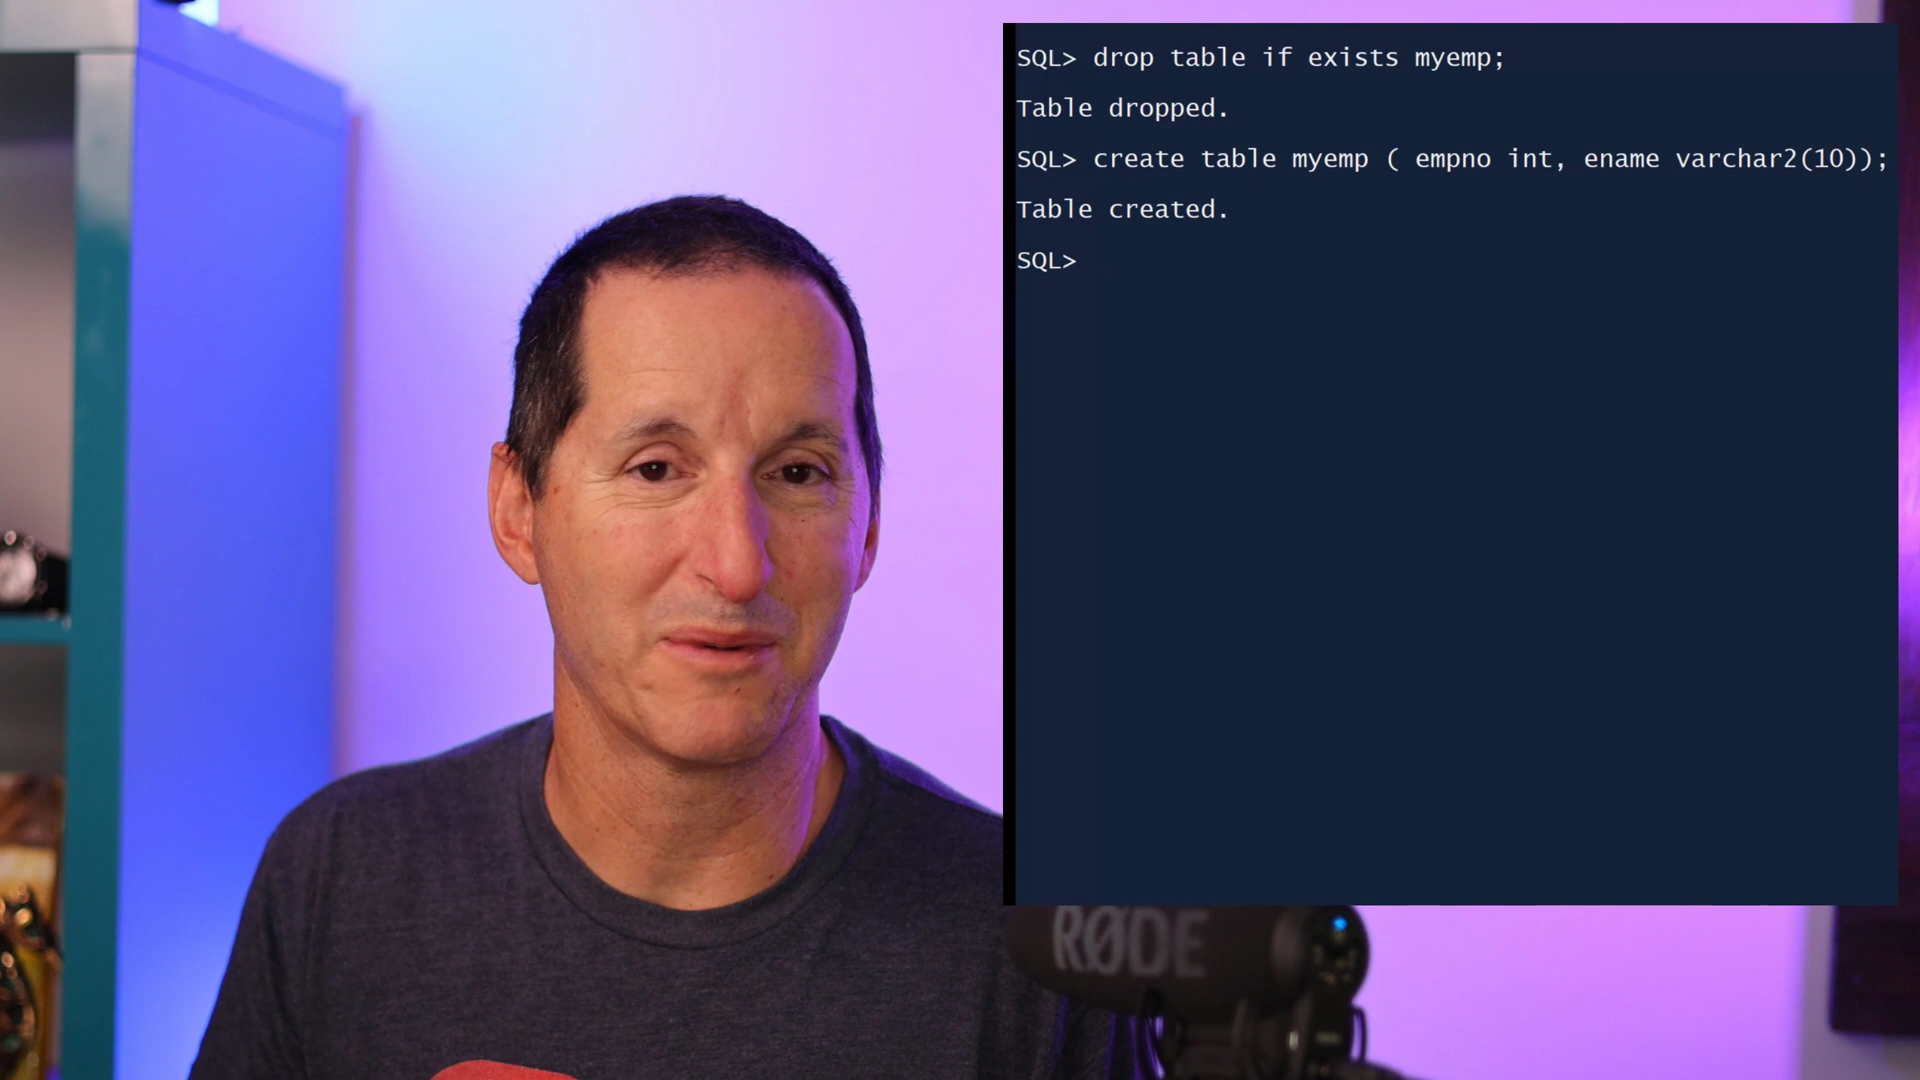 SQL> drop table if exists myemp;
Table dropped.
SQL> create table myemp ( empno int, ename varchar2(10));
Table created.
SQL>
RØDE